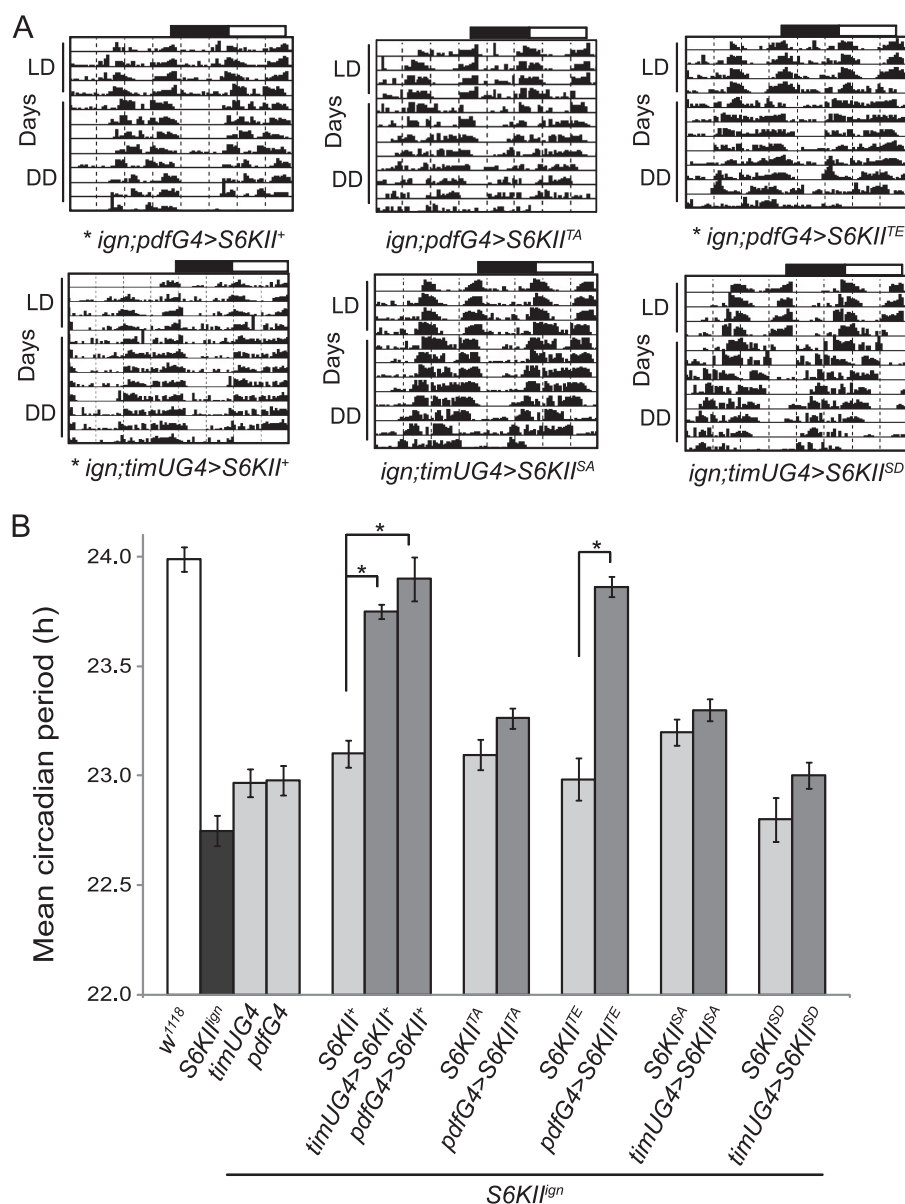 A
LD
Days
DD
* ign;pdfG4>S6KII+
ign;pdfG4>S6KIITA
LD
Days
DD
* ign;pdfG4>S6KIITE
LD
Days
DD
LD
Days
DD
* ign;timUG4>S6KII+
LD
Days
DD
ign;timUG4>S6KIISA
LD
Days
DD
ign;timUG4>S6KIISD
B
Mean circadian period (h)
24.0
23.5
23.0
22.5
22.0
* * *
w1118
S6KIIign
timUG4
pdfG4
S6KII+
timUG4>S6KII+
pdfG4>S6KII+
S6KIITA
pdfG4>S6KIITA
S6KIITE
pdfG4>S6KIITE
S6KIISA
timUG4>S6KIISA
S6KIISD
timUG4>S6KIISD
S6KIIign